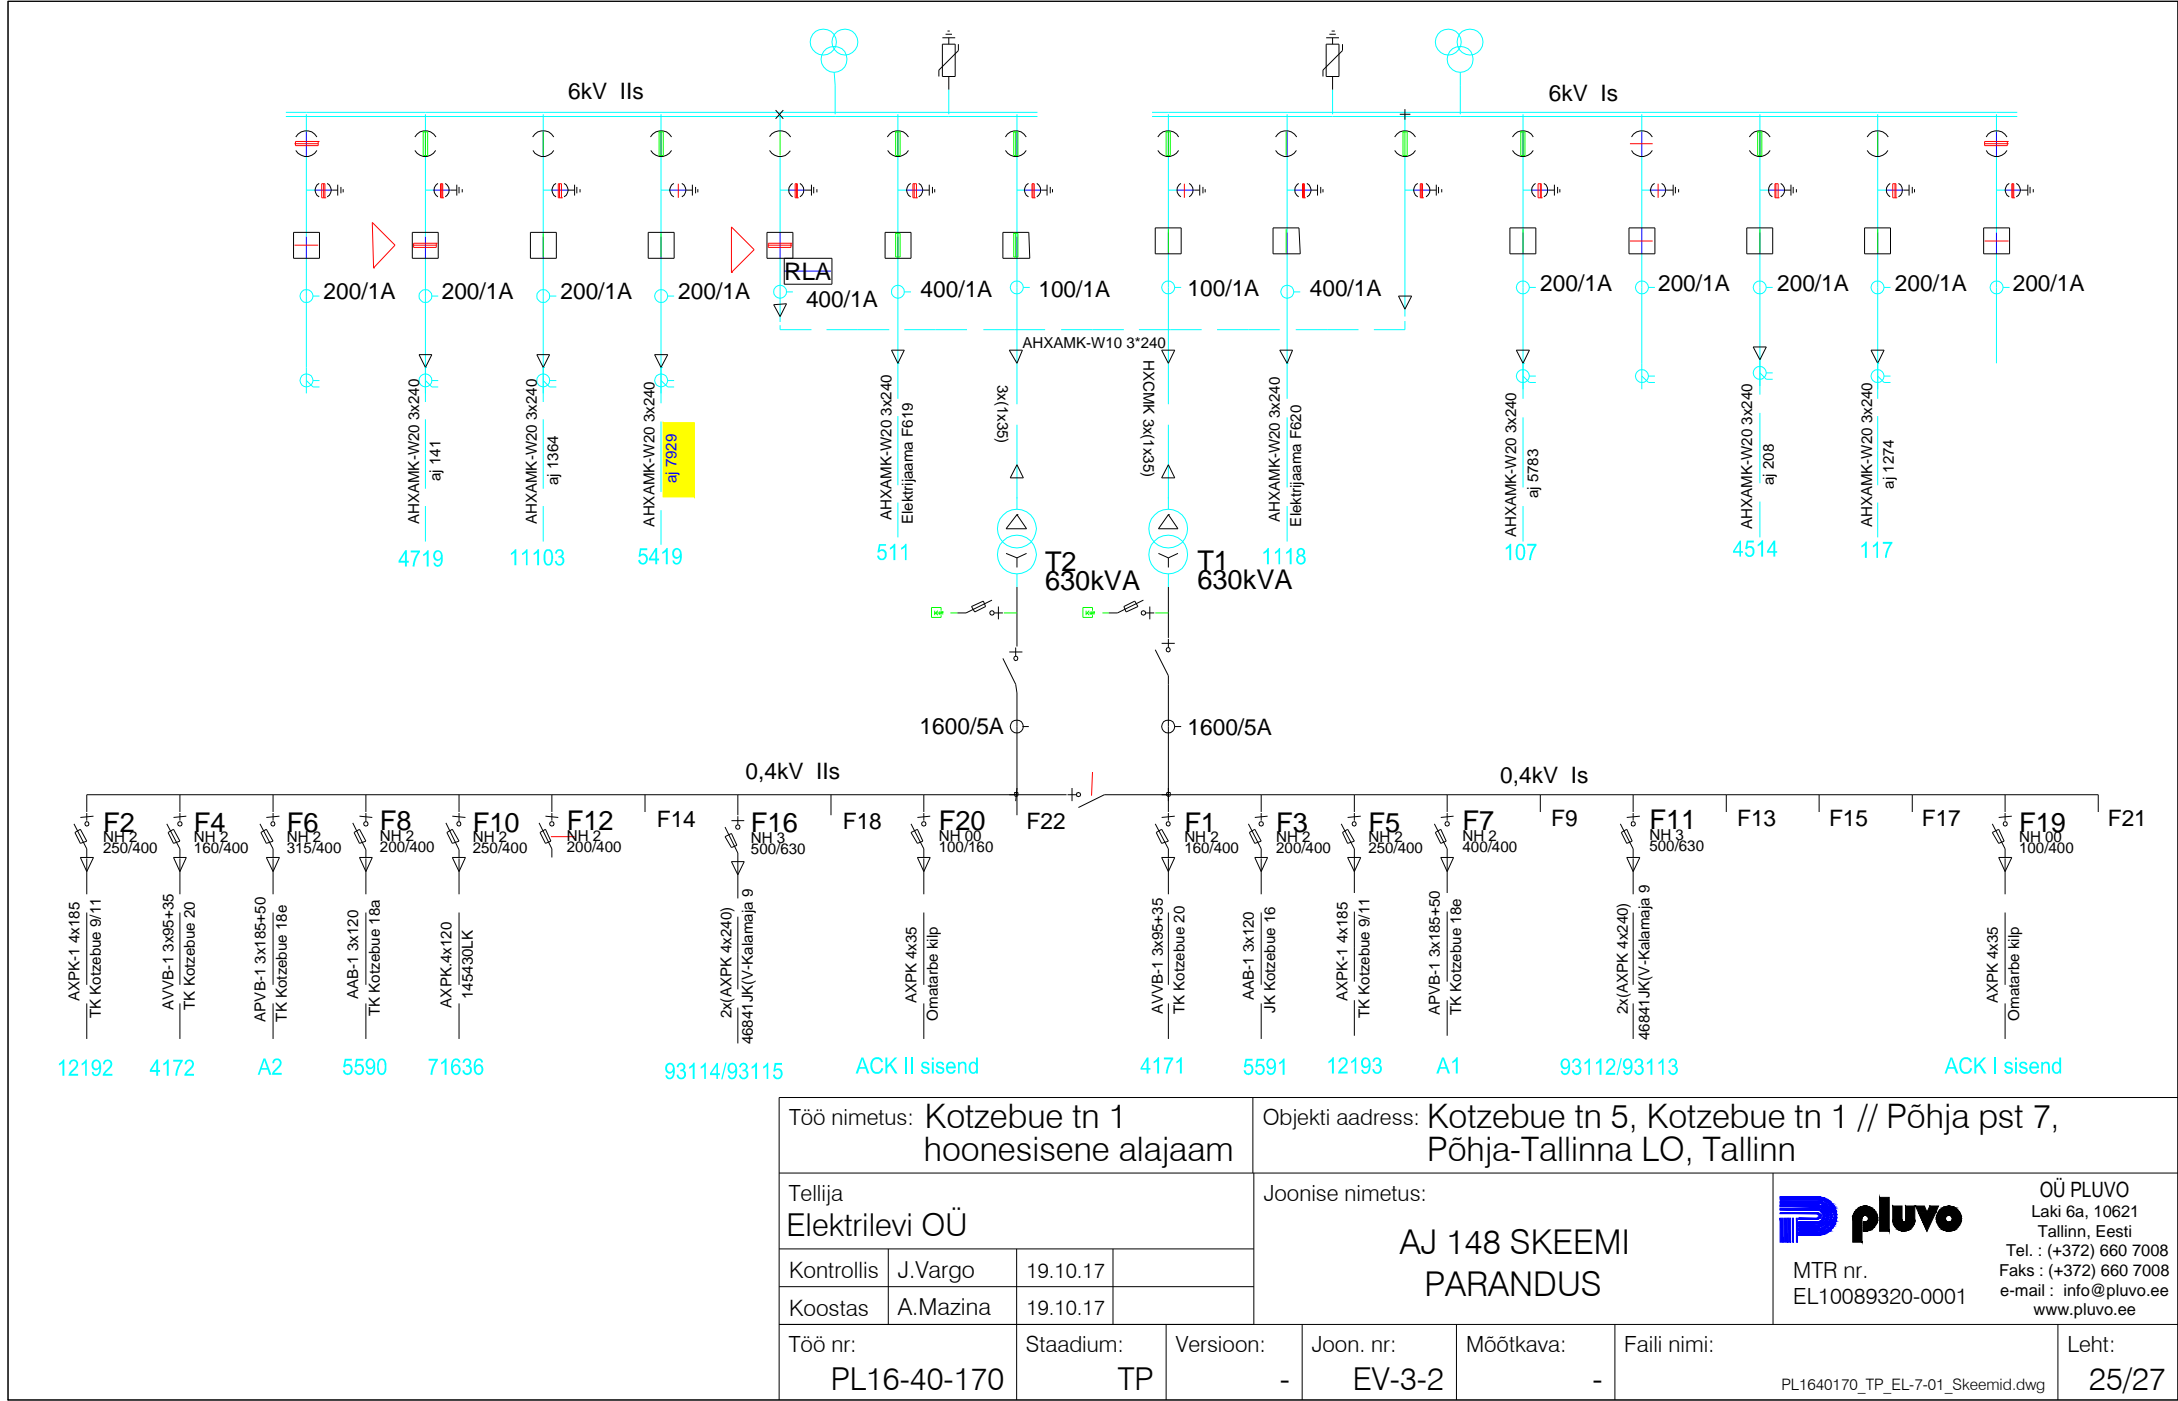 6kV IIs
6kV Is
RLA
200/1A
200/1A
200/1A
200/1A
400/1A
400/1A
100/1A
100/1A
400/1A
200/1A
200/1A
200/1A
200/1A
200/1A
AHXAMK-W10 3*240
AHXAMK-W20 3x240
aj 141
AHXAMK-W20 3x240
aj 1364
AHXAMK-W20 3x240
aj 7929
AHXAMK-W20 3x240
Elektrijaama F619
3x(1x35)
HXCMK 3x(1x35)
AHXAMK-W20 3x240
Elektrijaama F620
AHXAMK-W20 3x240
aj 5783
AHXAMK-W20 3x240
aj 208
AHXAMK-W20 3x240
aj 1274
4719
11103
5419
511
1118
107
4514
117
T2
630kVA
T1
630kVA
1600/5A
1600/5A
0,4kV IIs
0,4kV Is
F2
NH 2
250/400
F4
NH 2
160/400
F6
NH 2
315/400
F8
NH 2
200/400
F10
NH 2
250/400
F12
NH 2
200/400
F14
F16
NH 3
500/630
F18
F20
NH 00
100/160
F22
F1
NH 2
160/400
F3
NH 2
200/400
F5
NH 2
250/400
F7
NH 2
400/400
F9
F11
NH 3
500/630
F13
F15
F17
F19
NH 00
100/400
F21
AXPK-1 4x185
TK Kotzebue 9/11
AVVB-1 3x95+35
TK Kotzebue 20
APVB-1 3x185+50
TK Kotzebue 18e
AAB-1 3x120
TK Kotzebue 18a
AXPK 4x120
145430LK
2x(AXPK 4x240)
46841JK(V-Kalamaja 9
AXPK 4x35
Omatarbe kilp
AVVB-1 3x95+35
TK Kotzebue 20
AAB-1 3x120
JK Kotzebue 16
AXPK-1 4x185
TK Kotzebue 9/11
APVB-1 3x185+50
TK Kotzebue 18e
2x(AXPK 4x240)
46841JK(V-Kalamaja 9
AXPK 4x35
Omatarbe kilp
12192
4172
A2
5590
71636
93114/93115
ACK II sisend
4171
5591
12193
A1
93112/93113
ACK I sisend
Töö nimetus: Kotzebue tn 1
hoonesisene alajaam
Objekti aadress: Kotzebue tn 5, Kotzebue tn 1 // Põhja pst 7,
Põhja-Tallinna LO, Tallinn
Tellija
Elektrilevi OÜ
Kontrollis J.Vargo 19.10.17
Koostas A.Mazina 19.10.17
Joonise nimetus:
AJ 148 SKEEMI
PARANDUS
pluvo
MTR nr.
EL10089320-0001
OÜ PLUVO
Laki 6a, 10621
Tallinn, Eesti
Tel. : (+372) 660 7008
Faks : (+372) 660 7008
e-mail : info@pluvo.ee
www.pluvo.ee
Töö nr:
PL16-40-170
Staadium:
TP
Versioon:
-
Joon. nr:
EV-3-2
Mõõtkava:
-
Faili nimi:
PL1640170_TP_EL-7-01_Skeemid.dwg
Leht:
25/27